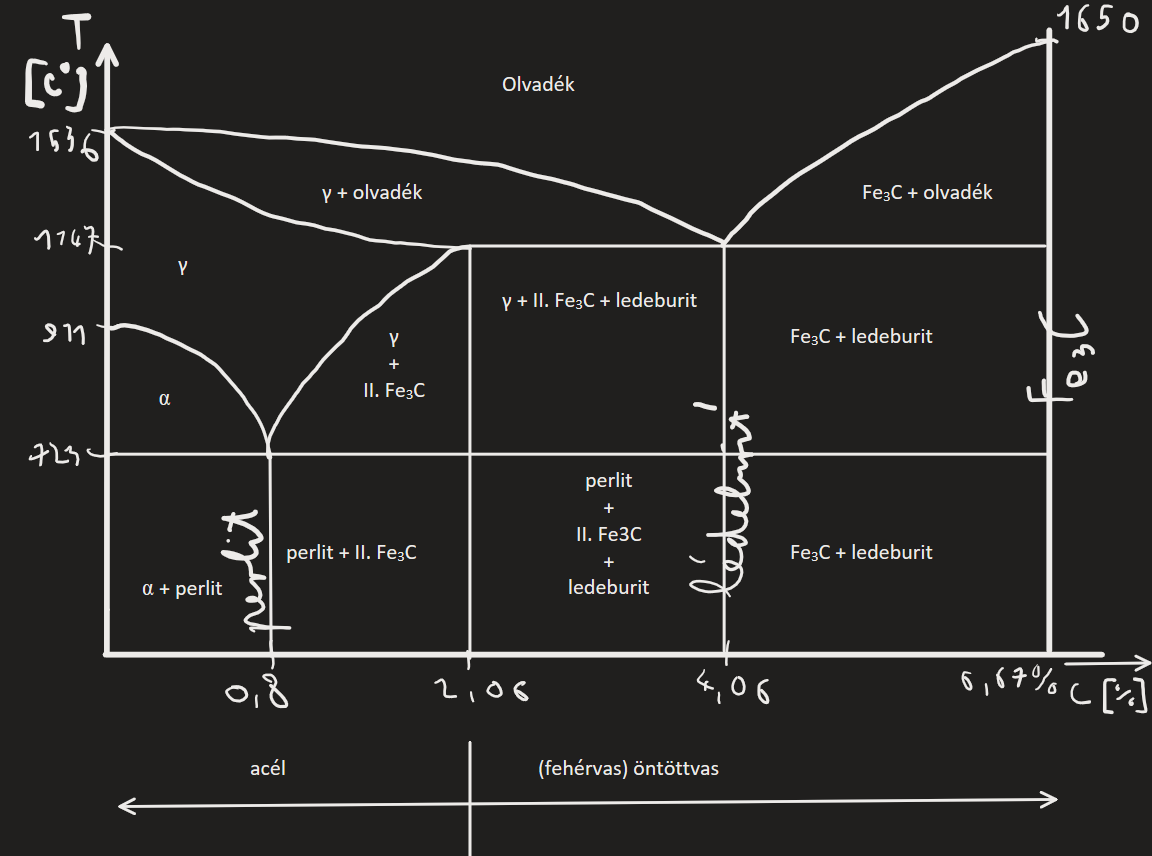 1650
T
[C°]
Olvadék
1536
γ + olvadék
Fe₃C + olvadék
1147
γ
γ + II. Fe₃C + ledeburit
911
γ
+
II. Fe₃C
Fe₃C + ledeburit
α
Fe₃C
723
perlit
+
II. Fe3C
+
ledeburit
perlit
perlit + II. Fe₃C
ledeburit
Fe₃C + ledeburit
α + perlit
0,8
2,06
4,06
6,67%
C [%]
acél
(fehérvas) öntöttvas